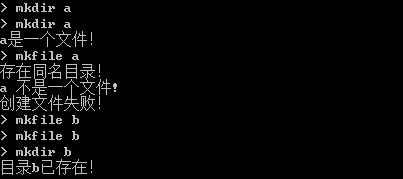 > mkdir a
> mkdir a
a是一个文件!
> mkfile a
存在同名目录!
a 不是一个文件!
创建文件失败!
> mkfile b
> mkfile b
> mkdir b
目录b已存在!